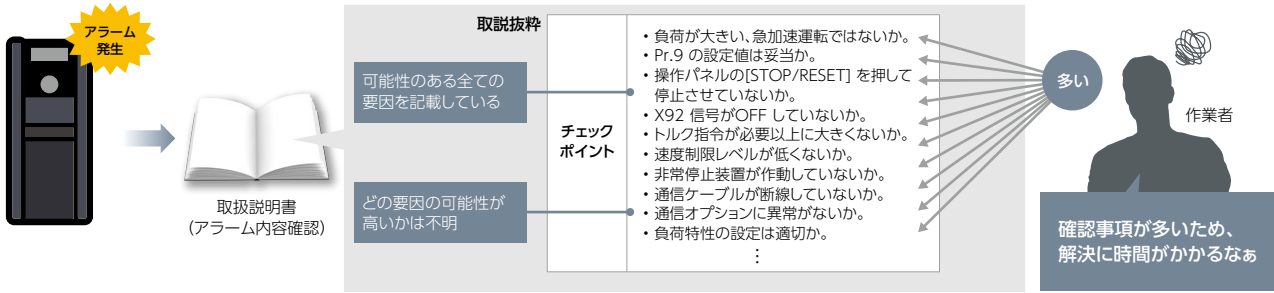 アラーム
発生
取扱説明書
（アラーム内容確認）
取説抜粋
可能性のある全ての
要因を記載している
どの要因の可能性が
高いかは不明
チェック
ポイント
・負荷が大きい、急加速運転ではないか。
・Pr.9 の設定値は妥当か。
・操作パネルの[STOP/RESET] を押して
停止させていないか。
・X92 信号がOFF していないか。
・トルク指令が必要以上に大きくないか。
・速度制限レベルが低くないか。
・非常停止装置が作動していないか。
・通信ケーブルが断線していないか。
・通信オプションに異常がないか。
・負荷特性の設定は適切か。
⋮
多い
作業者
確認事項が多いため、
解決に時間がかかるなぁ